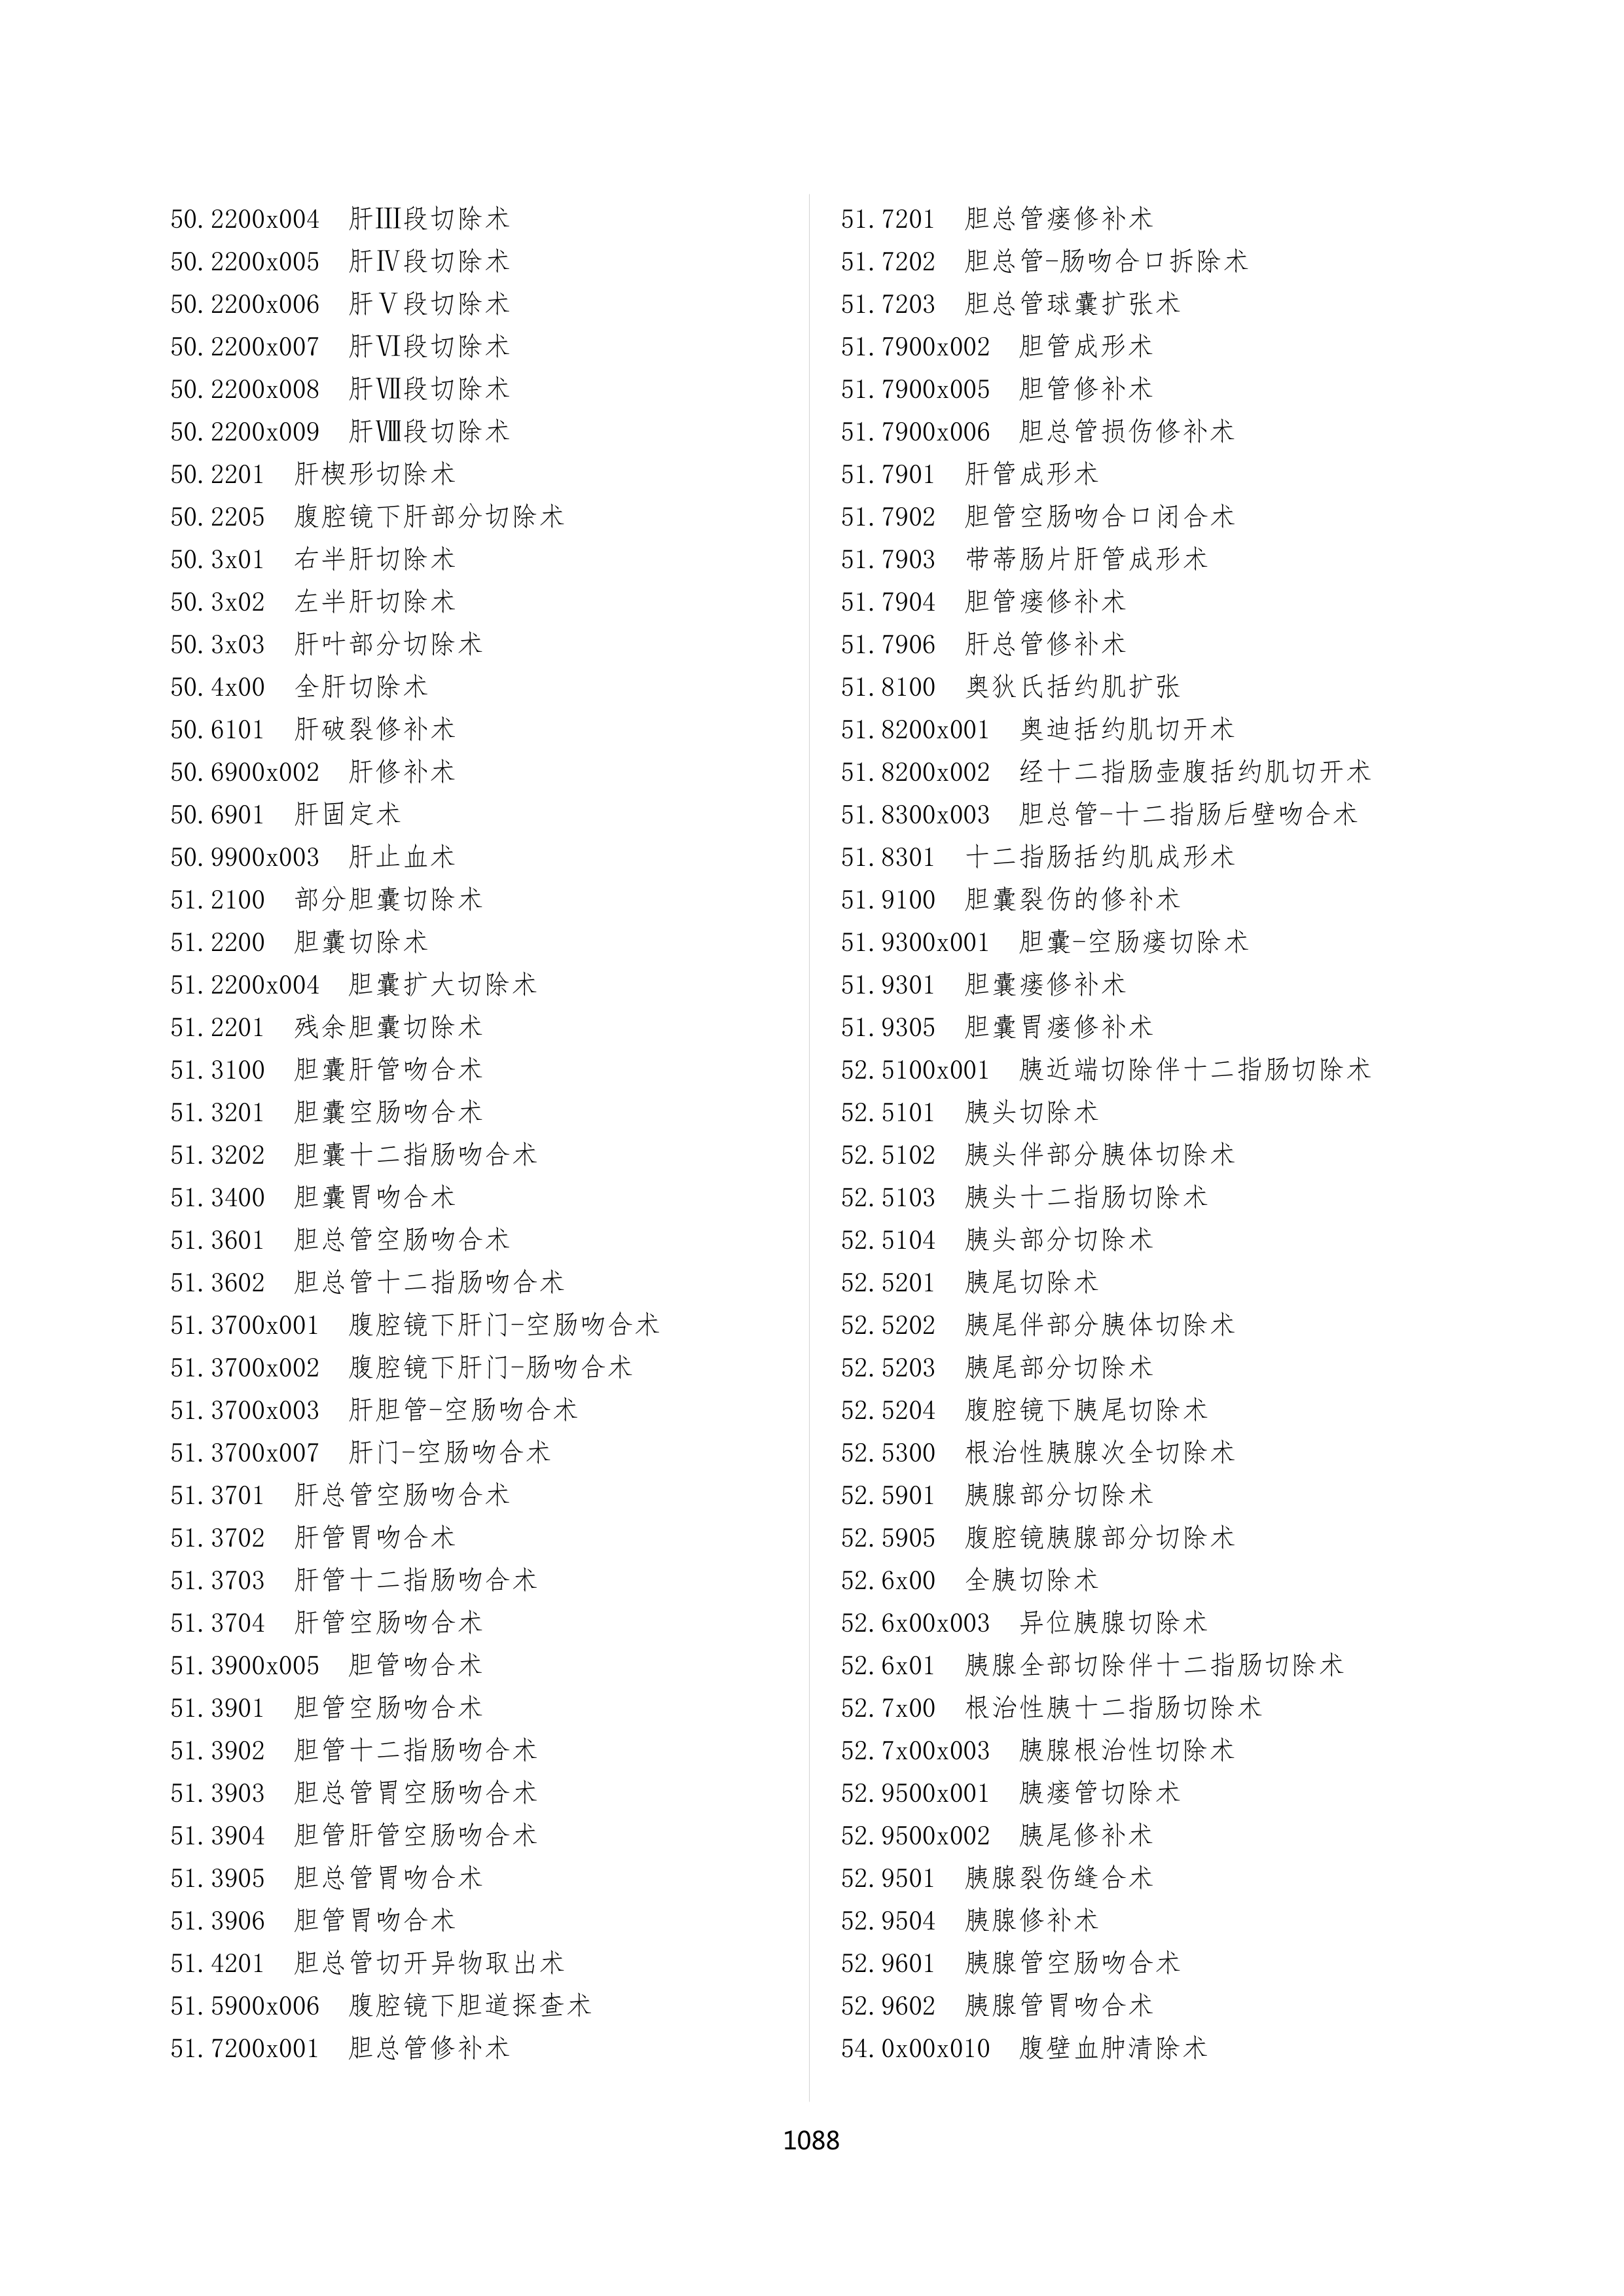 50.2200x004 肝Ⅲ段切除术
50.2200x005 肝Ⅳ段切除术
50.2200x006 肝Ⅴ段切除术
50.2200x007 肝Ⅵ段切除术
50.2200x008 肝Ⅶ段切除术
50.2200x009 肝Ⅷ段切除术
50.2201 肝楔形切除术
50.2205 腹腔镜下肝部分切除术
50.3x01 右半肝切除术
50.3x02 左半肝切除术
50.3x03 肝叶部分切除术
50.4x00 全肝切除术
50.6101 肝破裂修补术
50.6900x002 肝修补术
50.6901 肝固定术
50.9900x003 肝止血术
51.2100 部分胆囊切除术
51.2200 胆囊切除术
51.2200x004 胆囊扩大切除术
51.2201 残余胆囊切除术
51.3100 胆囊肝管吻合术
51.3201 胆囊空肠吻合术
51.3202 胆囊十二指肠吻合术
51.3400 胆囊胃吻合术
51.3601 胆总管空肠吻合术
51.3602 胆总管十二指肠吻合术
51.3700x001 腹腔镜下肝门-空肠吻合术
51.3700x002 腹腔镜下肝门-肠吻合术
51.3700x003 肝胆管-空肠吻合术
51.3700x007 肝门-空肠吻合术
51.3701 肝总管空肠吻合术
51.3702 肝管胃吻合术
51.3703 肝管十二指肠吻合术
51.3704 肝管空肠吻合术
51.3900x005 胆管吻合术
51.3901 胆管空肠吻合术
51.3902 胆管十二指肠吻合术
51.3903 胆总管胃空肠吻合术
51.3904 胆管肝管空肠吻合术
51.3905 胆总管胃吻合术
51.3906 胆管胃吻合术
51.4201 胆总管切开异物取出术
51.5900x006 腹腔镜下胆道探查术
51.7200x001 胆总管修补术
51.7201 胆总管瘘修补术
51.7202 胆总管-肠吻合口拆除术
51.7203 胆总管球囊扩张术
51.7900x002 胆管成形术
51.7900x005 胆管修补术
51.7900x006 胆总管损伤修补术
51.7901 肝管成形术
51.7902 胆管空肠吻合口闭合术
51.7903 带蒂肠片肝管成形术
51.7904 胆管瘘修补术
51.7906 肝总管修补术
51.8100 奥狄氏括约肌扩张
51.8200x001 奥迪括约肌切开术
51.8200x002 经十二指肠壶腹括约肌切开术
51.8300x003 胆总管-十二指肠后壁吻合术
51.8301 十二指肠括约肌成形术
51.9100 胆囊裂伤的修补术
51.9300x001 胆囊-空肠瘘切除术
51.9301 胆囊瘘修补术
51.9305 胆囊胃瘘修补术
52.5100x001 胰近端切除伴十二指肠切除术
52.5101 胰头切除术
52.5102 胰头伴部分胰体切除术
52.5103 胰头十二指肠切除术
52.5104 胰头部分切除术
52.5201 胰尾切除术
52.5202 胰尾伴部分胰体切除术
52.5203 胰尾部分切除术
52.5204 腹腔镜下胰尾切除术
52.5300 根治性胰腺次全切除术
52.5901 胰腺部分切除术
52.5905 腹腔镜胰腺部分切除术
52.6x00 全胰切除术
52.6x00x003 异位胰腺切除术
52.6x01 胰腺全部切除伴十二指肠切除术
52.7x00 根治性胰十二指肠切除术
52.7x00x003 胰腺根治性切除术
52.9500x001 胰瘘管切除术
52.9500x002 胰尾修补术
52.9501 胰腺裂伤缝合术
52.9504 胰腺修补术
52.9601 胰腺管空肠吻合术
52.9602 胰腺管胃吻合术
54.0x00x010 腹壁血肿清除术
1088